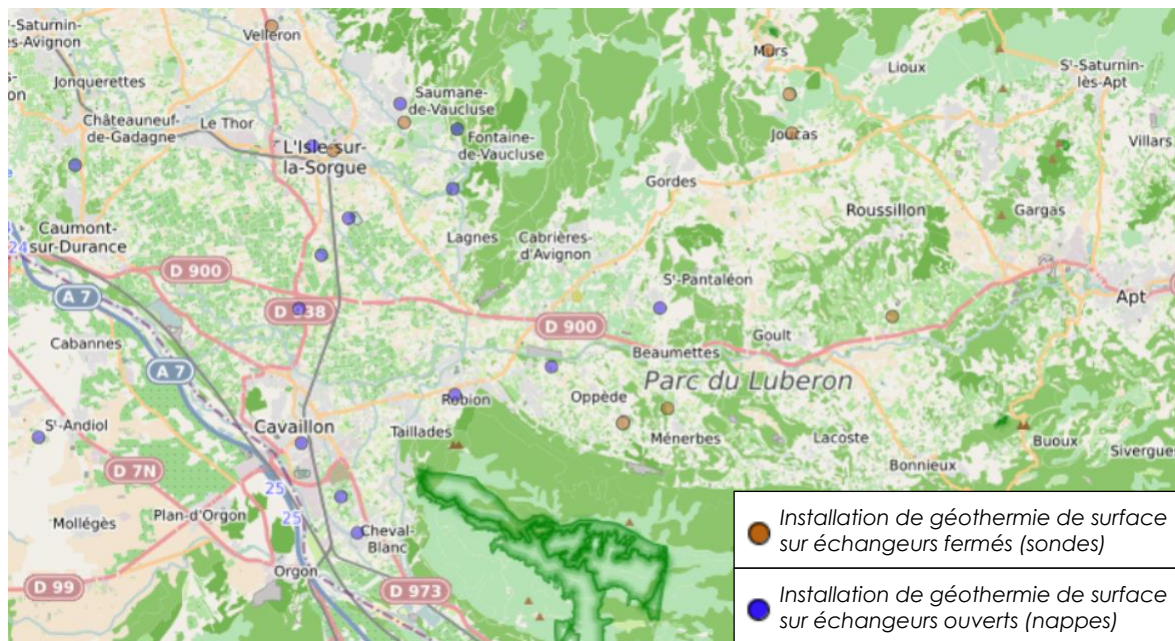 St-Saturnin-
lès-Avignon
Velleron
Jonquerettes
Châteauneuf-
de-Gadagne
Le Thor
Saumane-
de-Vaucluse
L'Isle-sur-
la-Sorgue
Fontaine-
de-Vaucluse
Murs
Lioux
St-Saturnin-
lès-Apt
Joucas
Villars
Gordes
Roussillon
Gargas
Caumont-
sur-Durance
24
Lagnes
Cabrières-
d'Avignon
D 900
A 7
D 938
St-Pantaléon
Apt
D 900
Goult
Cabannes
A 7
Beaumettes
Parc du Luberon
Robion
Oppède
St-Andiol
Cavaillon
Taillades
Ménerbes
Lacoste
Buoux
Sivergues
Bonnieux
D 7N
25
25
Mollégès
Plan-d'Orgon
Cheval-
Blanc
Orgon
D 99
D 973
Installation de géothermie de surface
sur échangeurs fermés (sondes)
Installation de géothermie de surface
sur échangeurs ouverts (nappes)